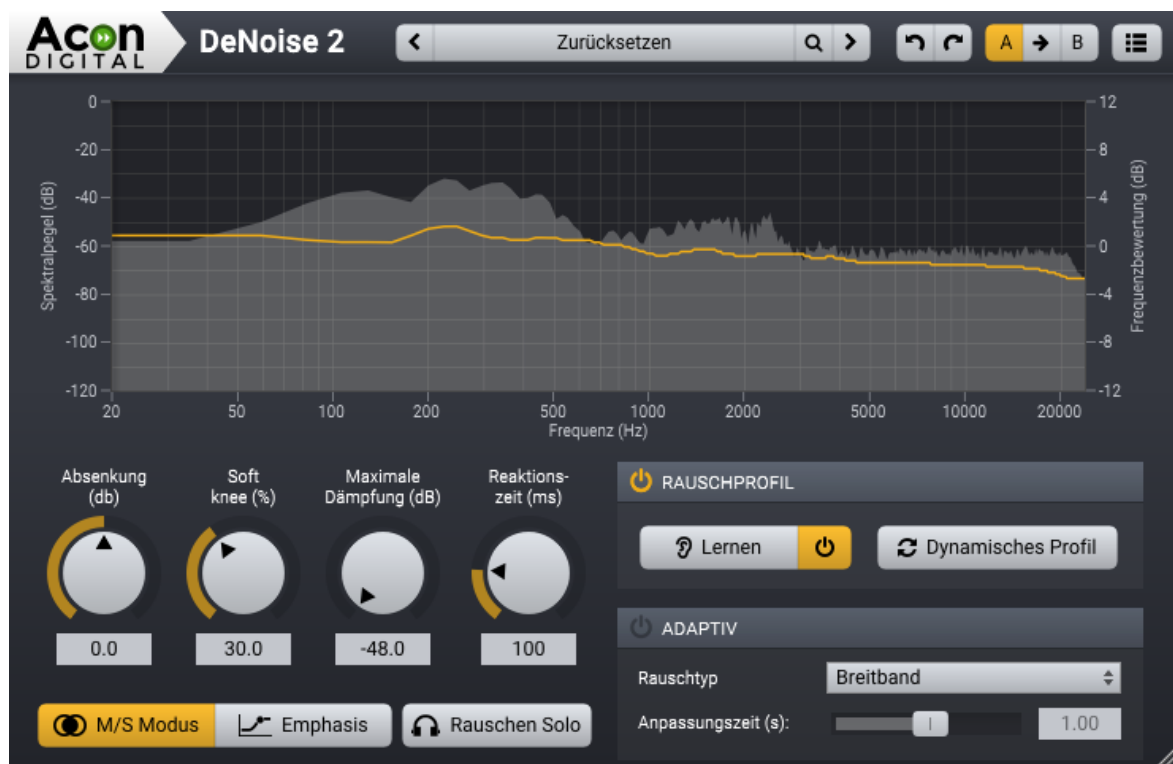 Acon
DIGITAL
DeNoise 2
Zurücksetzen
A
B
0
-20
-40
-60
-80
-100
-120
Spektralpegel (dB)
12
8
4
0
-4
-8
-12
Frequenzbewertung (dB)
20 50 100 200 500 1000 2000 5000 10000 20000
Frequenz (Hz)
Absenkung
(db)
Soft
knee (%)
Maximale
Dämpfung (dB)
Reaktions-
zeit (ms)
0.0
30.0
-48.0
100
M/S Modus
Emphasis
Rauschen Solo
RAUSCHPROFIL
Lernen
Dynamisches Profil
ADAPTIV
Rauschtyp
Breitband
Anpassungszeit (s):
1.00